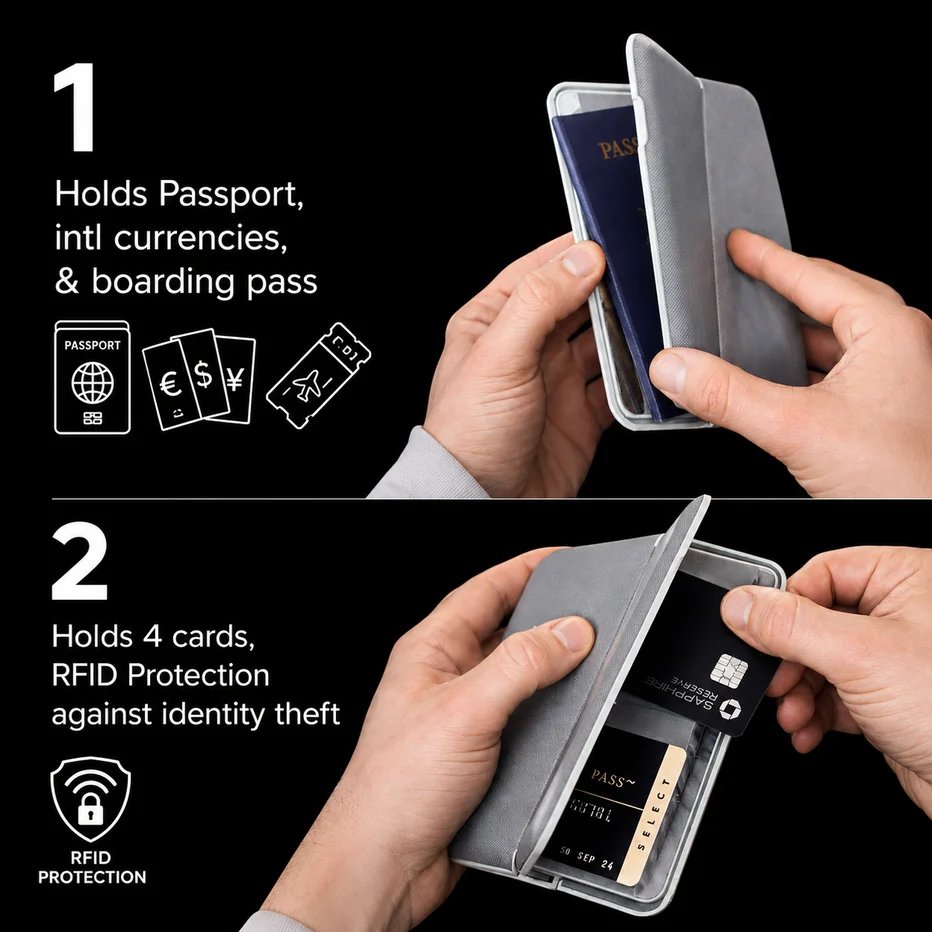 1
Holds Passport,
intl currencies,
& boarding pass
PASSPORT
€ $ ¥
PASS
2
Holds 4 cards,
RFID Protection
against identity theft
RFID
PROTECTION
SAPPHIRE
RESERVE
PASS~
SELECT
SEP 24